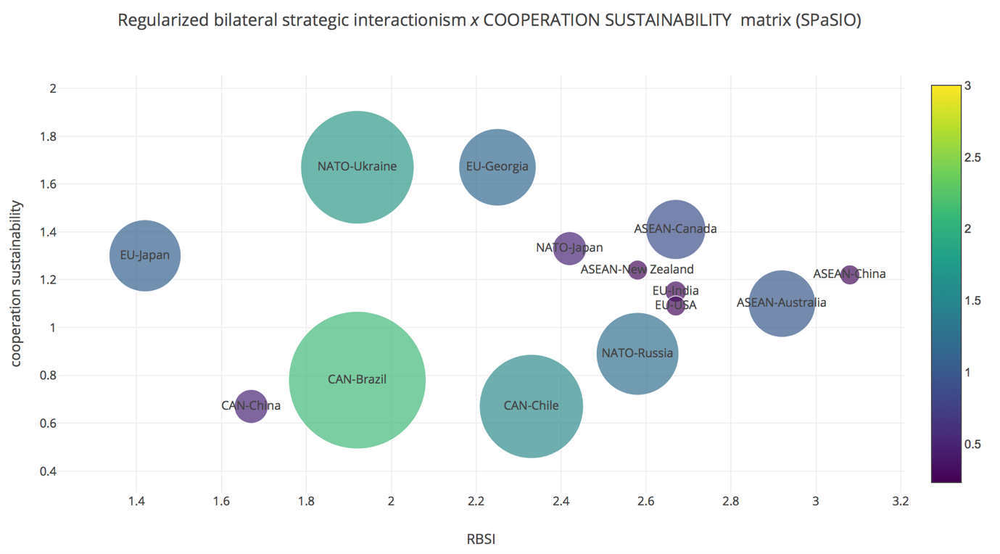 Regularized bilateral strategic interactionism x COOPERATION SUSTAINABILITY matrix (SPaSIO)
cooperation sustainability
2
1.8
1.6
1.4
1.2
1
0.8
0.6
0.4
NATO-Ukraine
EU-Georgia
ASEAN-Canada
NATO-Japan
EU-Japan
ASEAN-New Zealand
ASEAN-China
EU-India
ASEAN-Australia
EU-USA
NATO-Russia
CAN-Brazil
CAN-China
CAN-Chile
1.4
1.6
1.8
2
2.2
2.4
2.6
2.8
3
3.2
RBSI
3
2.5
2
1.5
1
0.5